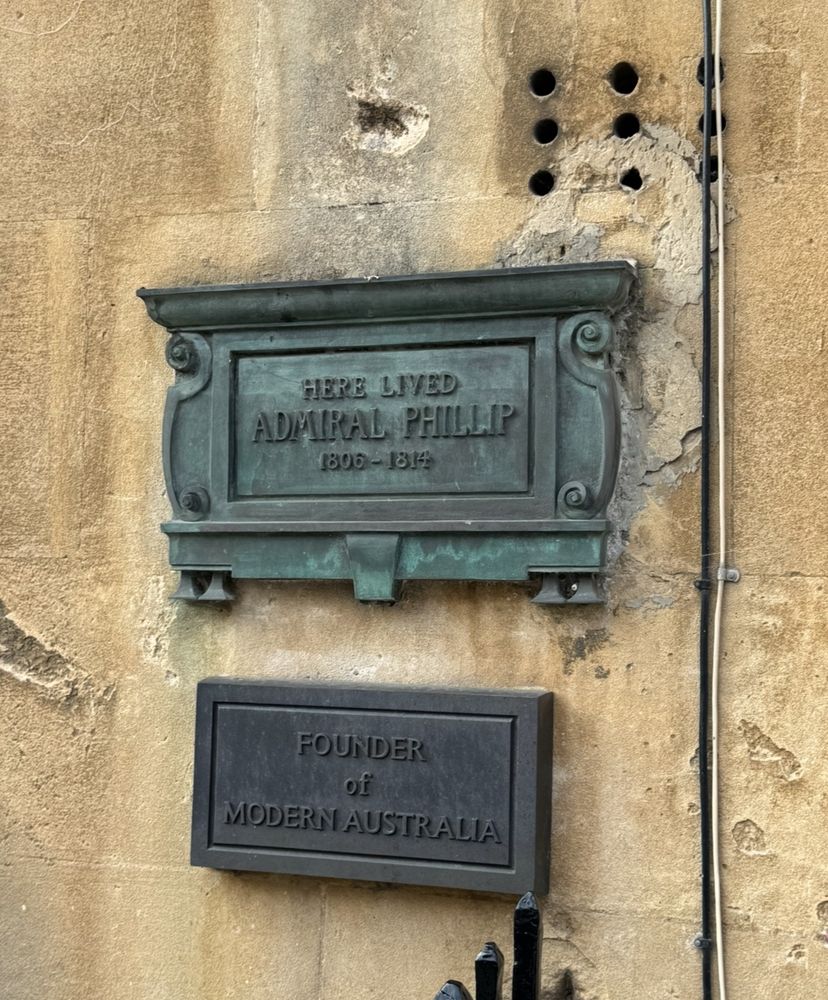 HERE LIVED
ADMIRAL PHILLIP
1806 - 1814
FOUNDER
of
MODERN AUSTRALIA